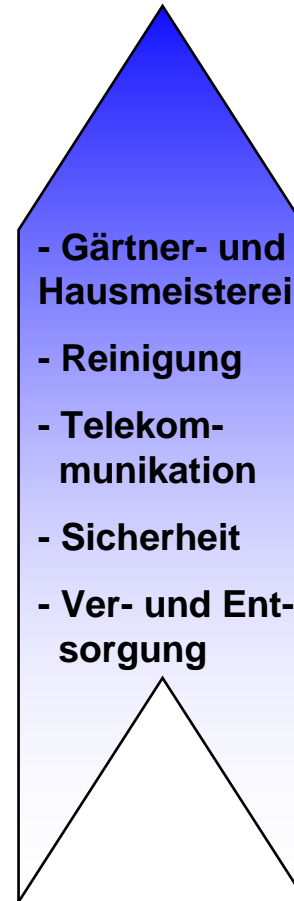 - Gärtner- und
Hausmeisterei
- Reinigung
- Telekom-
munikation
- Sicherheit
- Ver- und Ent-
sorgung